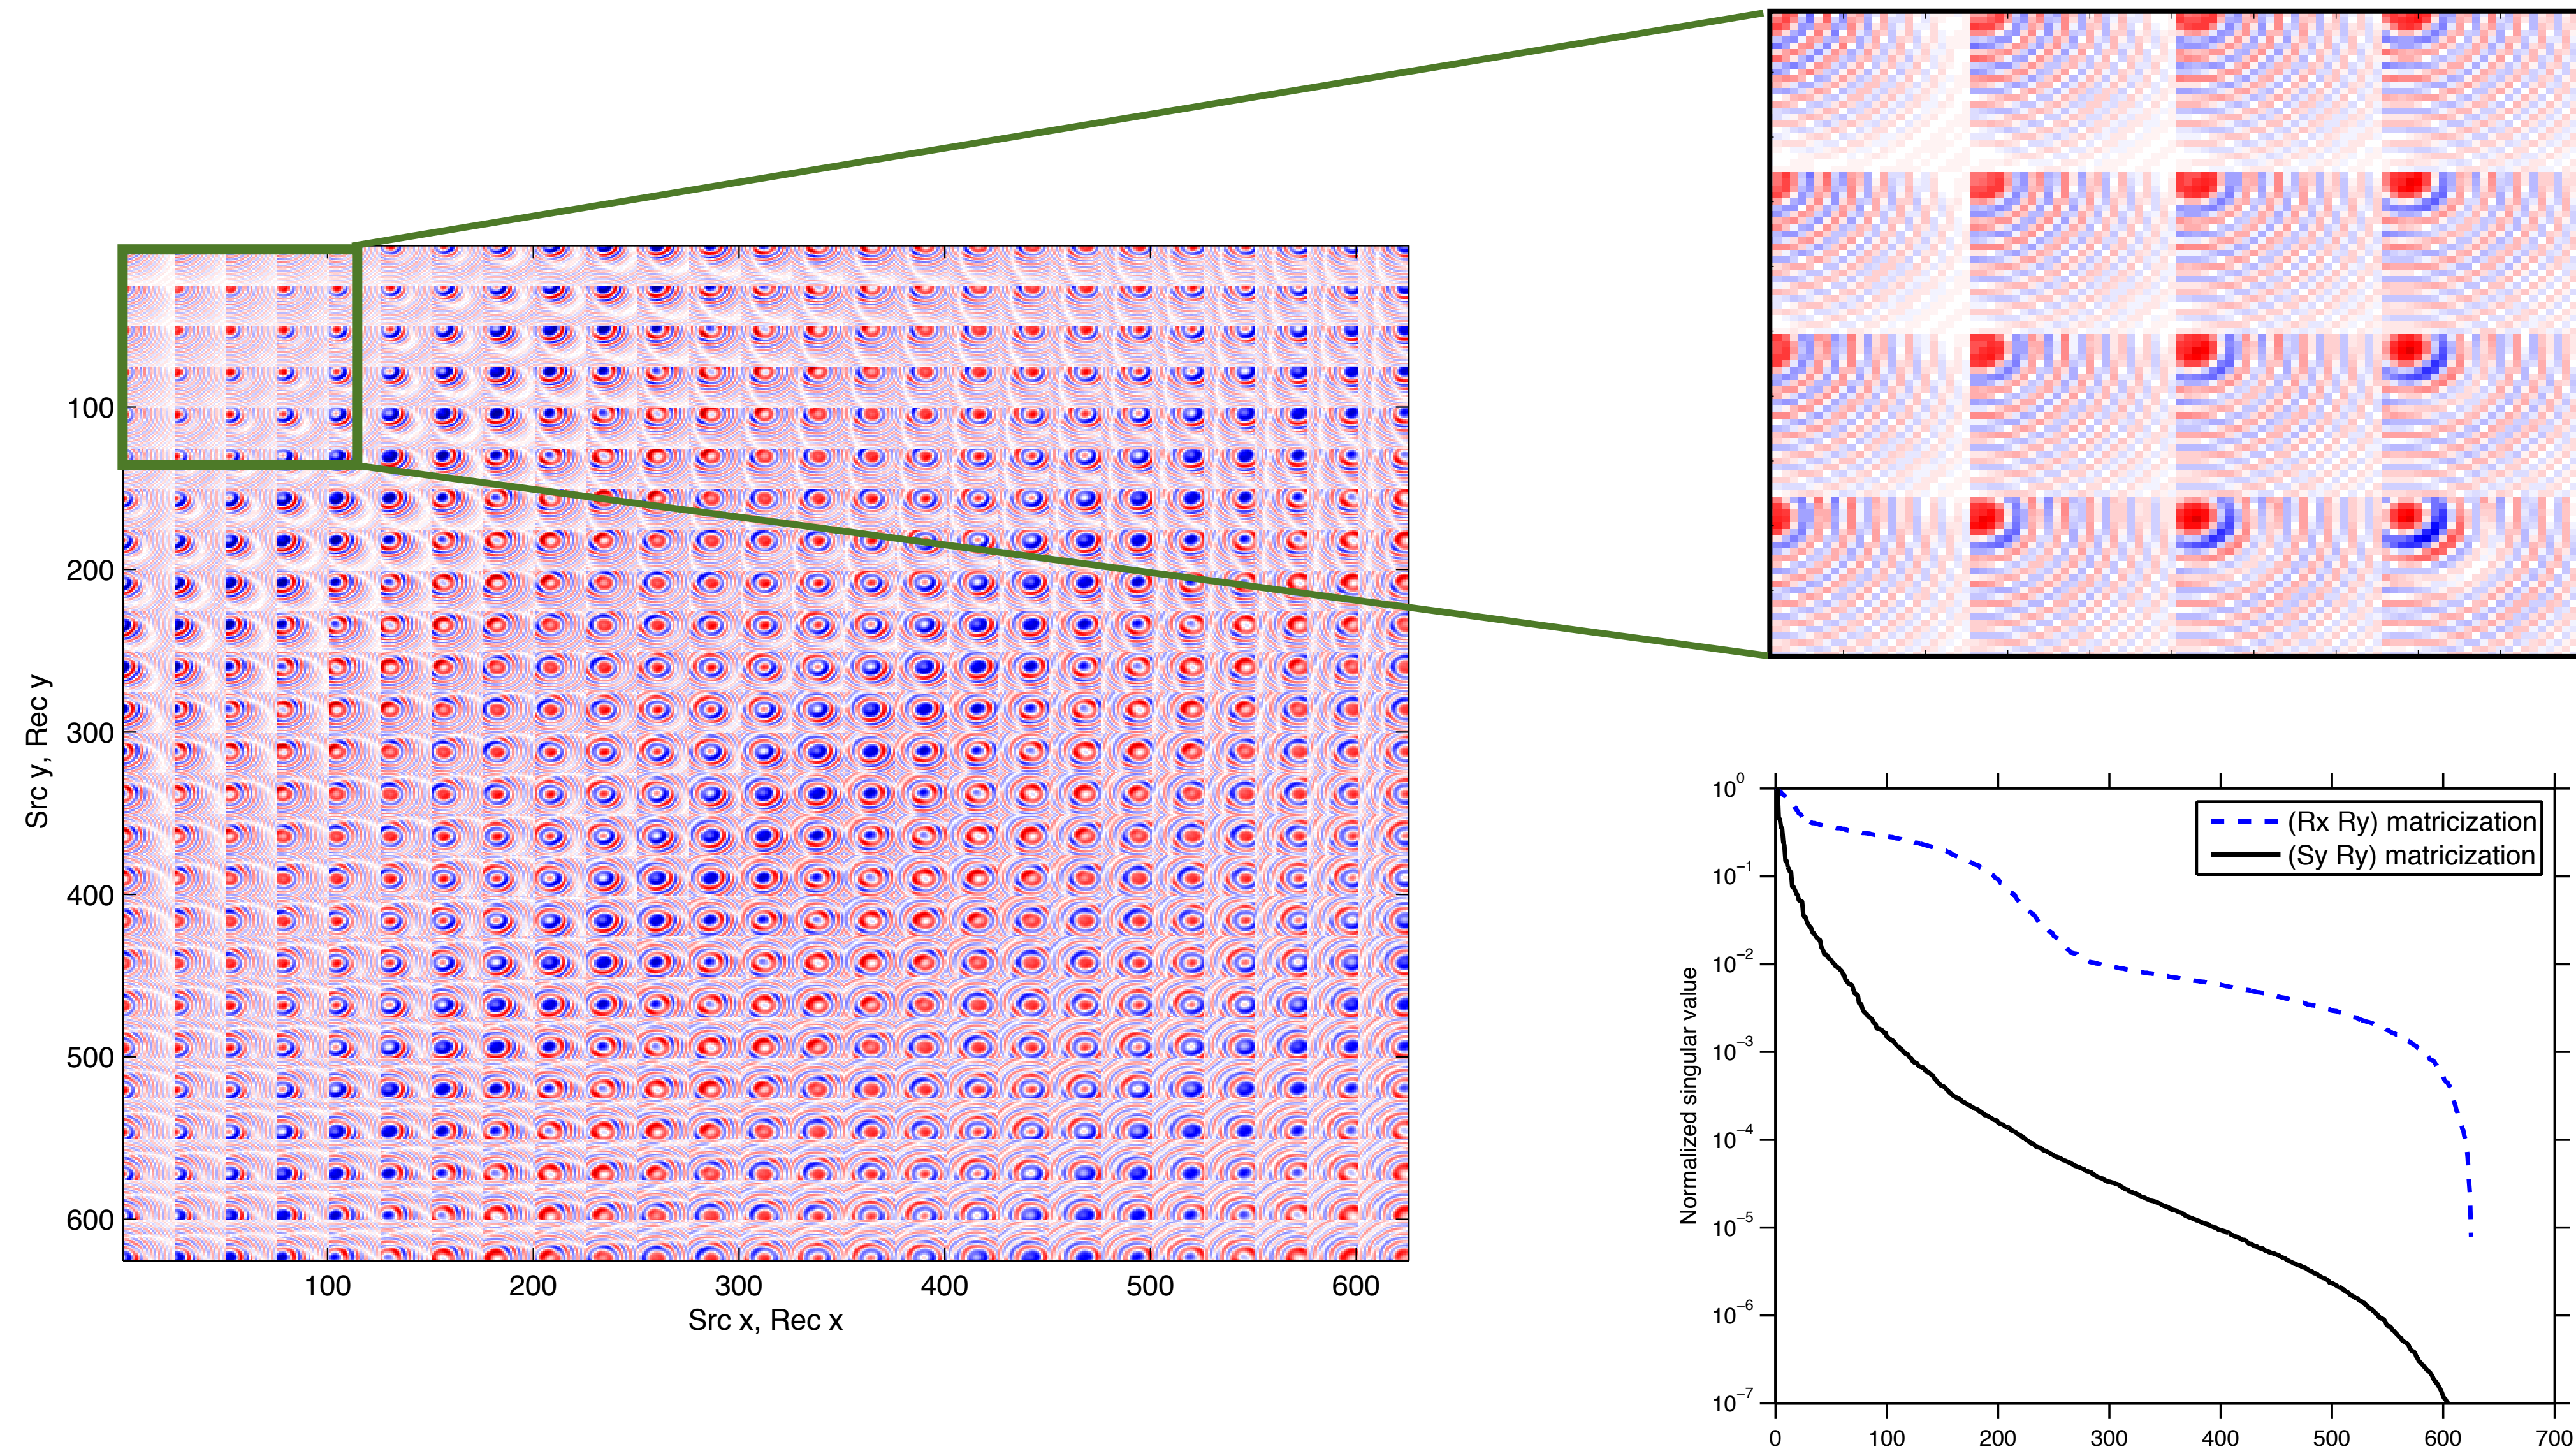 Src y, Rec y
100
200
300
400
500
600
100 200 300 400 500 600
Src x, Rec x
Normalized singular value
10^0
10^−1
10^−2
10^−3
10^−4
10^−5
10^−6
10^−7
(Rx Ry) matricization
(Sy Ry) matricization
0 100 200 300 400 500 600 700